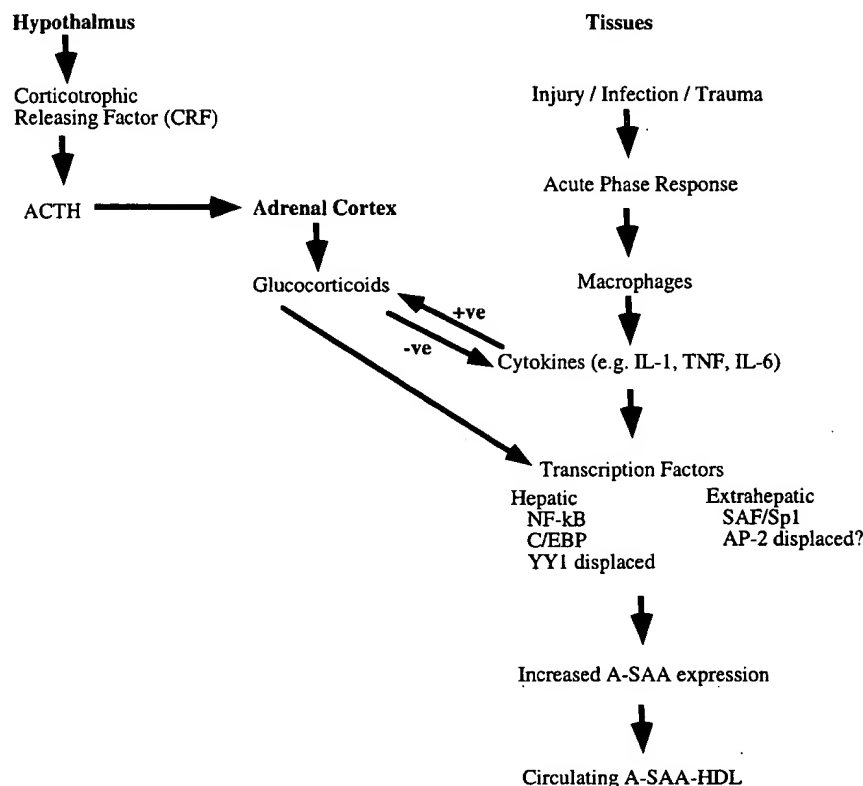 Hypothalmus
Corticotrophic
Releasing Factor (CRF)
ACTH
Adrenal Cortex
Glucocorticoids
Tissues
Injury / Infection / Trauma
Acute Phase Response
Macrophages
+ve
-ve
Cytokines (e.g. IL-1, TNF, IL-6)
Transcription Factors
Hepatic
NF-kB
C/EBP
YY1 displaced
Extrahepatic
SAF/Sp1
AP-2 displaced?
Increased A-SAA expression
Circulating A-SAA-HDL